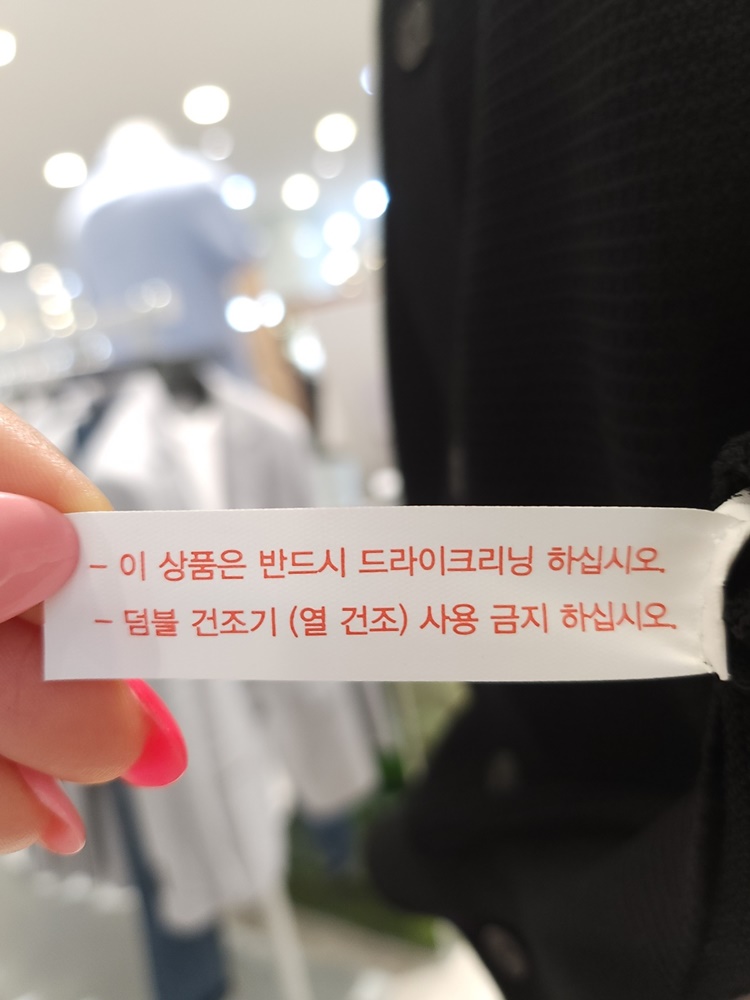 - 이 상품은 반드시 드라이크리닝 하십시오.
- 덤불 건조기 (열 건조) 사용 금지 하십시오.